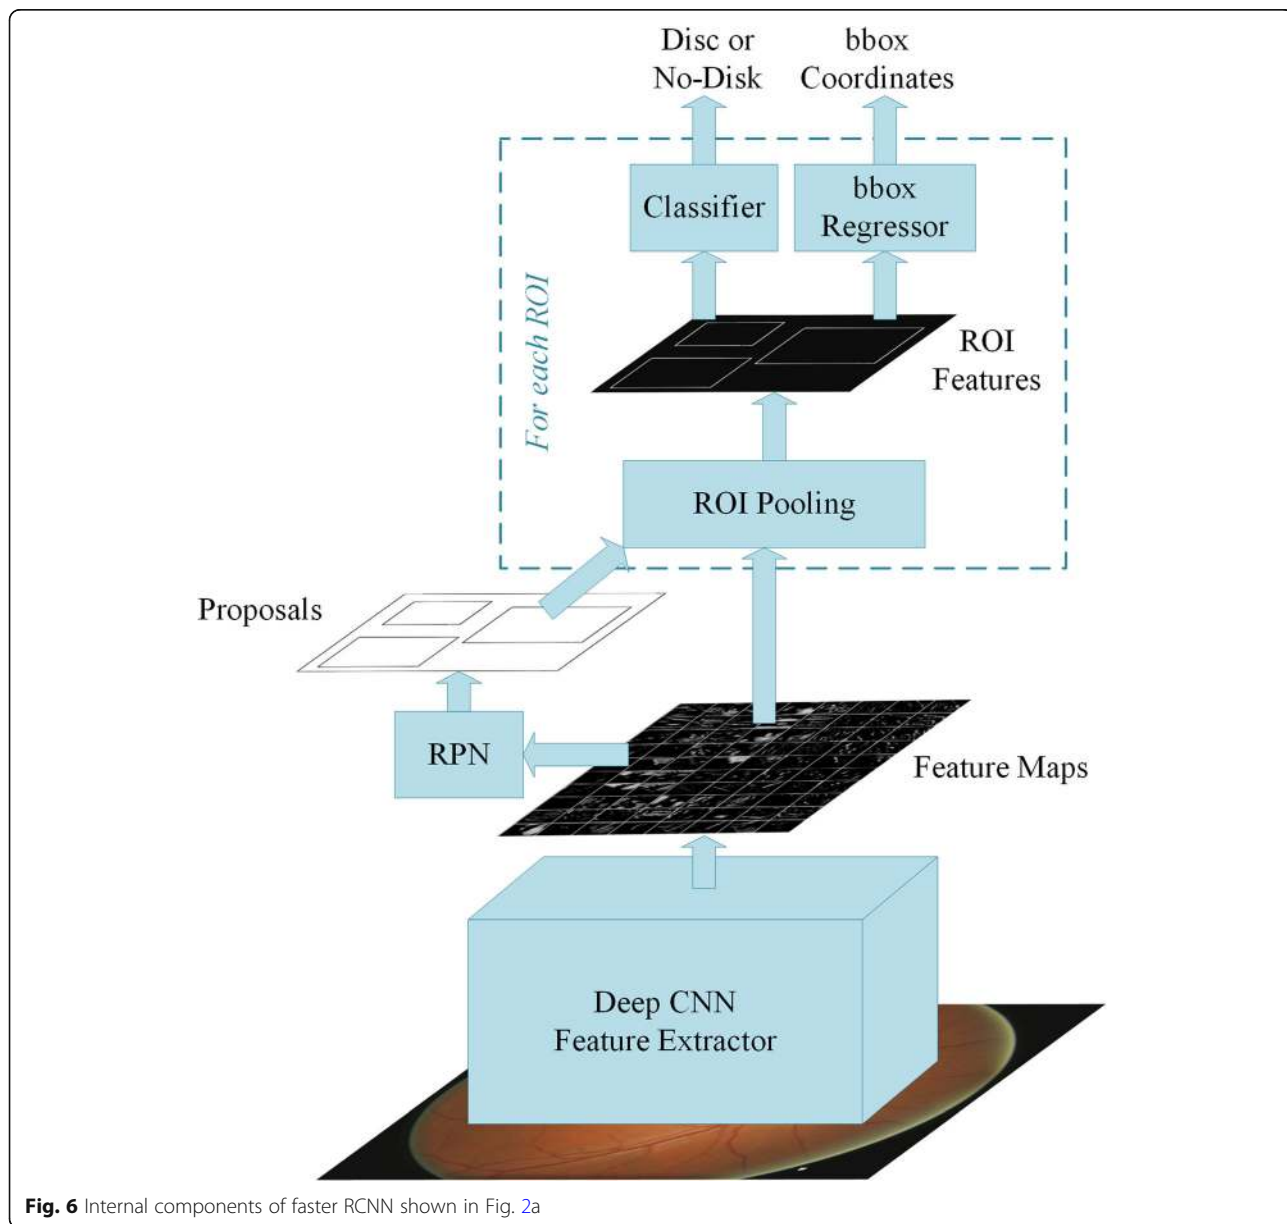 Disc or
No-Disk
bbox
Coordinates
Classifier
bbox
Regressor
For each ROI
ROI
Features
ROI Pooling
Proposals
RPN
Feature Maps
Deep CNN
Feature Extractor
Fig. 6 Internal components of faster RCNN shown in Fig. 2a